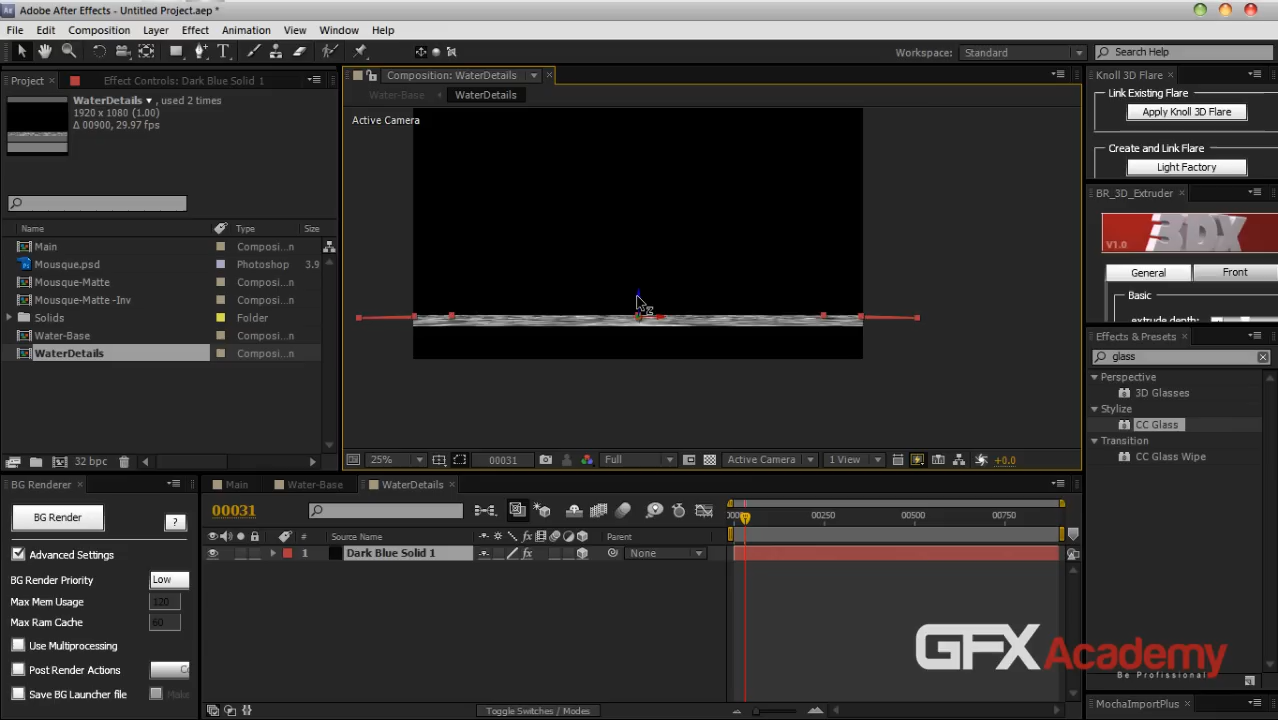 Adobe After Effects - Untitled Project.aep *
File Edit Composition Layer Effect Animation View Window Help
Workspace: Standard Search Help
Project Effect Controls: Dark Blue Solid 1
WaterDetails ▼, used 2 times
1920 x 1080 (1.00)
Δ 00900, 29.97 fps
Name Type Size
Main Composi...n
Mousque.psd Photoshop 3.9
Mousque-Matte Composi...n
Mousque-Matte -Inv Composi...n
Solids Folder
Water-Base Composi...n
WaterDetails Composi...n
32 bpc
Composition: WaterDetails
Water-Base WaterDetails
Active Camera
25% 00031 Full Active Camera 1 View +0.0
Knoll 3D Flare
Link Existing Flare
Apply Knoll 3D Flare
Create and Link Flare
Light Factory
BR_3D_Extruder
3DX
V1.0
General Front
Basic
extrude depth:
Effects & Presets
glass
Perspective
3D Glasses
Stylize
CC Glass
Transition
CC Glass Wipe
MochaImportPlus
BG Renderer
BG Render ?
Advanced Settings
BG Render Priority Low
Max Mem Usage 120
Max Ram Cache 60
Use Multiprocessing
Post Render Actions
Save BG Launcher file Make
Main Water-Base WaterDetails
00031
00250 00500 00750
# Source Name Parent
1 Dark Blue Solid 1 None
Toggle Switches / Modes
GFX Academy
Be Profissional